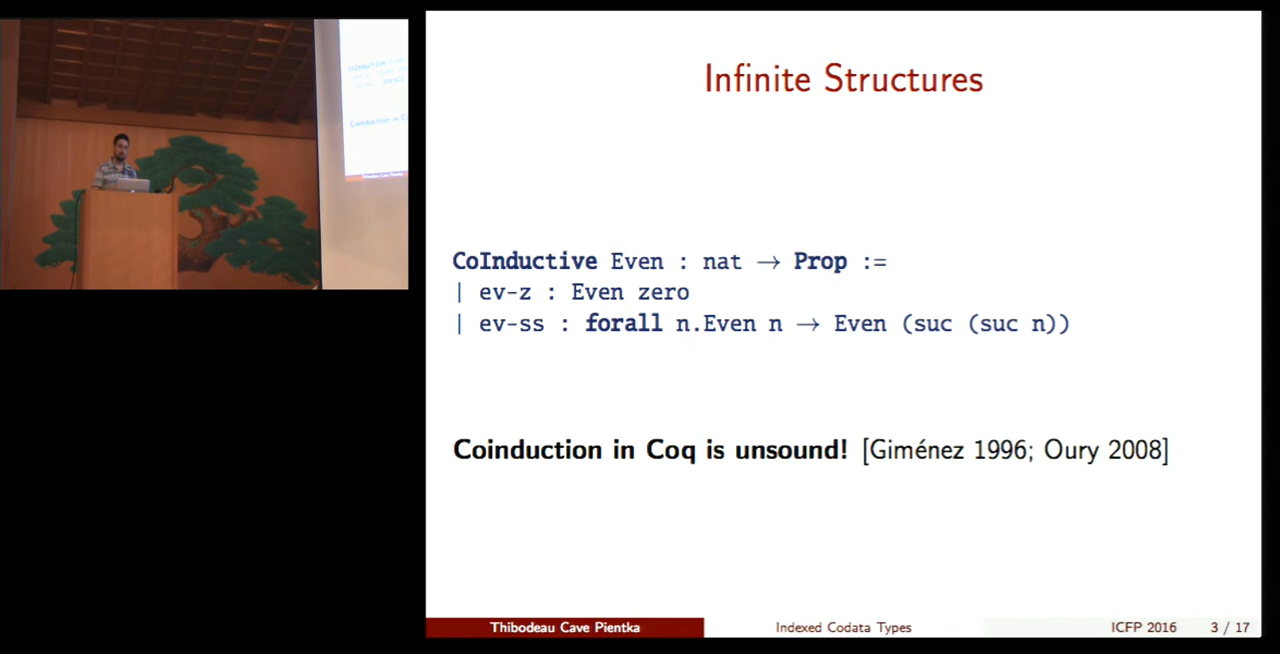 Infinite Structures
CoInductive Even : nat → Prop :=
| ev-z : Even zero
| ev-ss : forall n.Even n → Even (suc (suc n))
Coinduction in Coq is unsound! [Giménez 1996; Oury 2008]
Thibodeau Cave Pientka Indexed Codata Types ICFP 2016 3 / 17